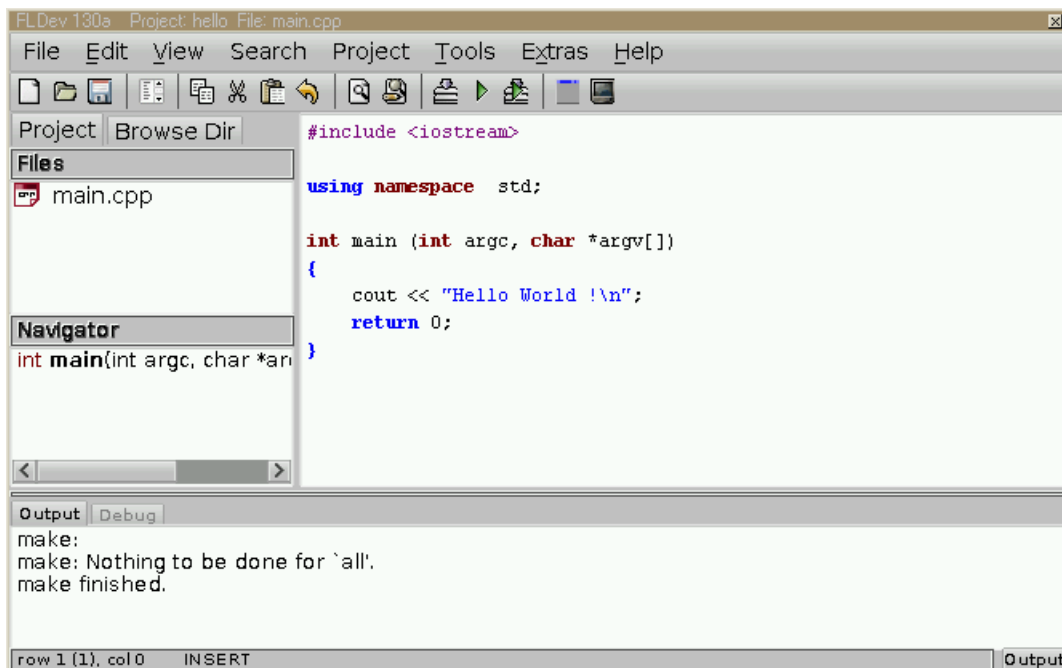 FLDev 130a Project: hello File: main.cpp
File Edit View Search Project Tools Extras Help
Project Browse Dir
Files
main.cpp
Navigator
int main(int argc, char *ar
#include <iostream>
using namespace  std;
int main (int argc, char *argv[])
{
    cout << "Hello World !\n";
    return 0;
}
Output Debug
make:
make: Nothing to be done for `all'.
make finished.
row 1 (1), col 0 INSERT
Output